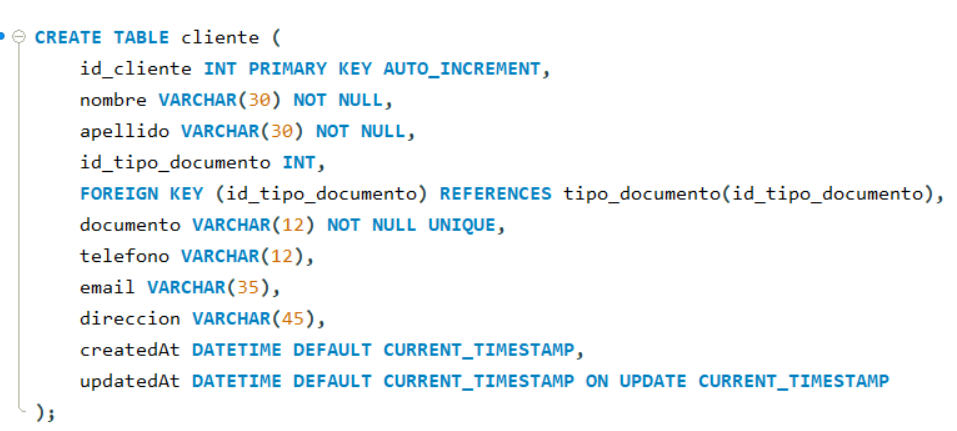 CREATE TABLE cliente (
id_cliente INT PRIMARY KEY AUTO_INCREMENT,
nombre VARCHAR(30) NOT NULL,
apellido VARCHAR(30) NOT NULL,
id_tipo_documento INT,
FOREIGN KEY (id_tipo_documento) REFERENCES tipo_documento(id_tipo_documento),
documento VARCHAR(12) NOT NULL UNIQUE,
telefono VARCHAR(12),
email VARCHAR(35),
direccion VARCHAR(45),
createdAt DATETIME DEFAULT CURRENT_TIMESTAMP,
updatedAt DATETIME DEFAULT CURRENT_TIMESTAMP ON UPDATE CURRENT_TIMESTAMP
);